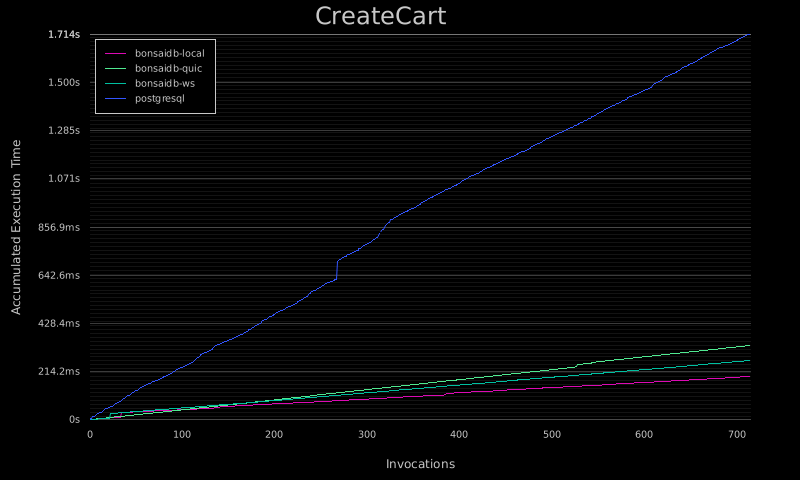 CreateCart
1.714s
1.500s
1.285s
1.071s
856.9ms
642.6ms
428.4ms
214.2ms
0s
Accumulated Execution Time
bonsaidb-local
bonsaidb-quic
bonsaidb-ws
postgresql
0 100 200 300 400 500 600 700
Invocations